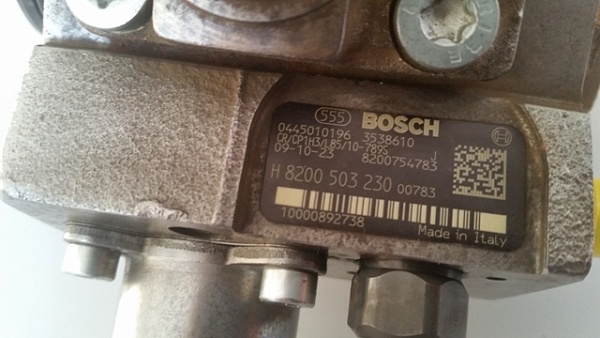 555 BOSCH
0445010196 3538610
CR/CP1H3/L85/10-789S J
09-10-23 8200754783
H 8200 503 230 00783
10000892738
Made in Italy